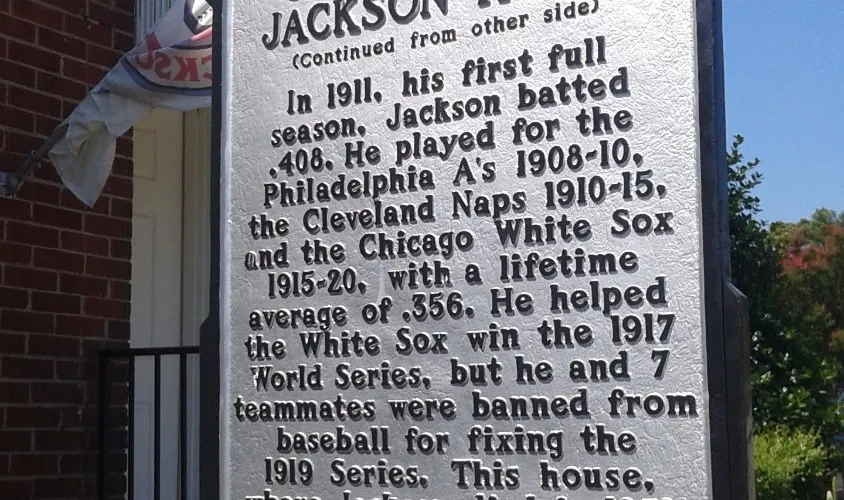 JACKSON
(Continued from other side)
In 1911, his first full
season, Jackson batted
.408. He played for the
Philadelphia A's 1908-10,
the Cleveland Naps 1910-15,
and the Chicago White Sox
1915-20, with a lifetime
average of .356. He helped
the White Sox win the 1917
World Series, but he and 7
teammates were banned from
baseball for fixing the
1919 Series. This house,
where Jackson